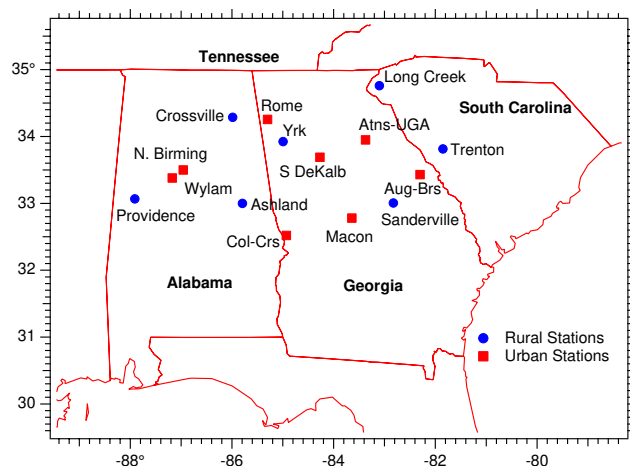 Tennessee
35°
Long Creek
Crossville
Rome
South Carolina
Atns-UGA
34
Yrk
N. Birming
S DeKalb
Trenton
Wylam
Aug-Brs
33
Providence
Ashland
Sanderville
Col-Crs
Macon
32
Alabama
Georgia
31
Rural Stations
Urban Stations
30
-88°
-86
-84
-82
-80